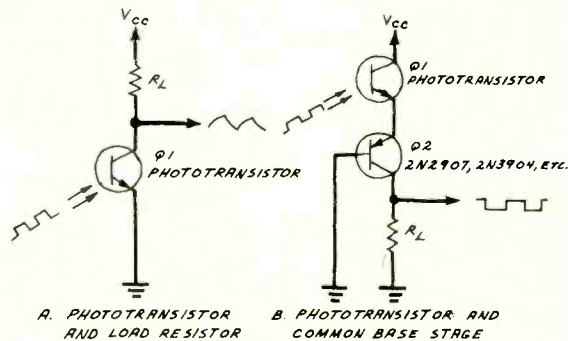 Vcc
RL
Q1
PHOTOTRANSISTOR
A. PHOTOTRANSISTOR
AND LOAD RESISTOR
Vcc
Q1
PHOTOTRANSISTOR
Q2
2N2907, 2N3904, ETC.
RL
B. PHOTOTRANSISTOR AND
COMMON BASE STAGE